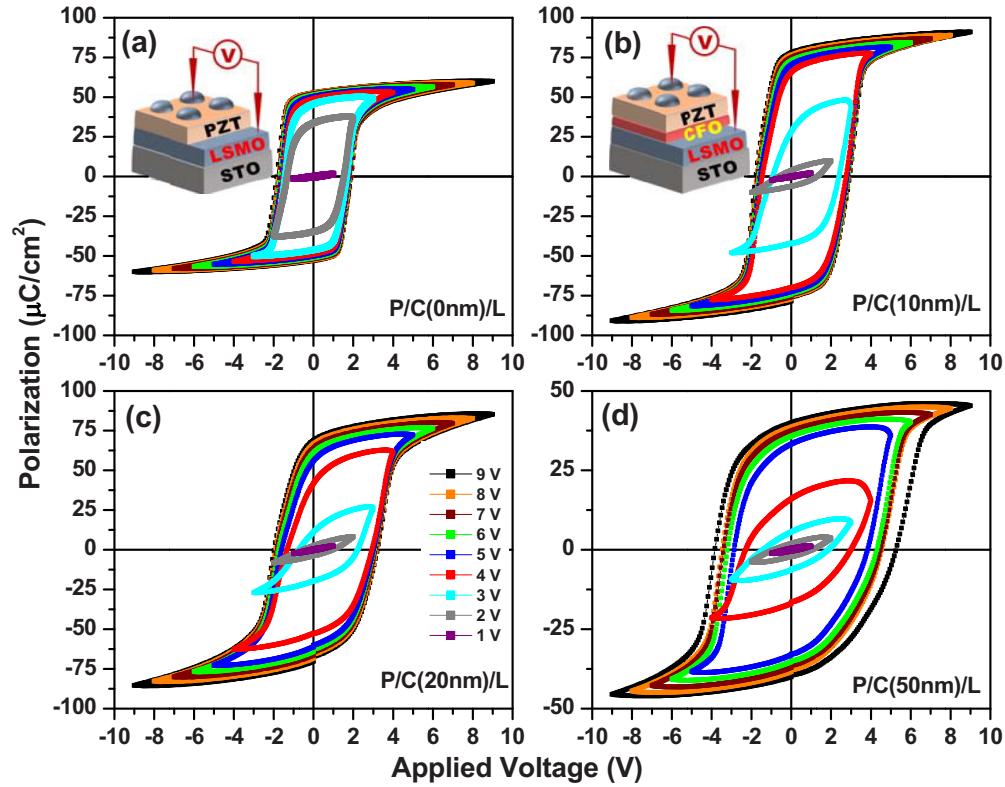 Polarization (μC/cm²)
100
75
50
25
0
-25
-50
-75
-100
(a)
V
PZT
LSMO
STO
P/C(0nm)/L
-10 -8 -6 -4 -2 0 2 4 6 8 10
100
75
50
25
0
-25
-50
-75
-100
(b)
V
PZT
CFO
LSMO
STO
P/C(10nm)/L
-10 -8 -6 -4 -2 0 2 4 6 8 10
100
75
50
25
0
-25
-50
-75
-100
(c)
9 V
8 V
7 V
6 V
5 V
4 V
3 V
2 V
1 V
P/C(20nm)/L
-10 -8 -6 -4 -2 0 2 4 6 8 10
50
25
0
-25
-50
(d)
P/C(50nm)/L
-10 -8 -6 -4 -2 0 2 4 6 8 10
Applied Voltage (V)